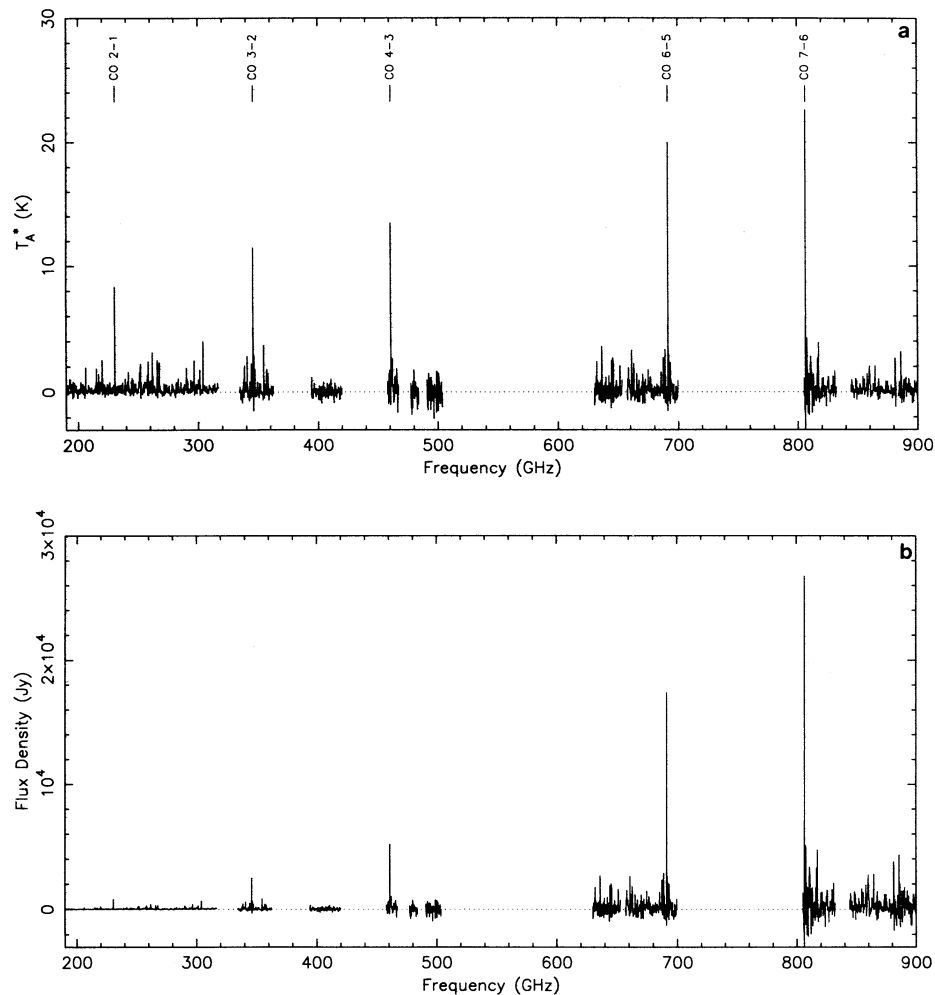 a
30
20
10
0
T_A* (K)
CO 2-1
CO 3-2
CO 4-3
CO 6-5
CO 7-6
200 300 400 500 600 700 800 900
Frequency (GHz)
b
3×10⁴
2×10⁴
10⁴
0
Flux Density (Jy)
200 300 400 500 600 700 800 900
Frequency (GHz)